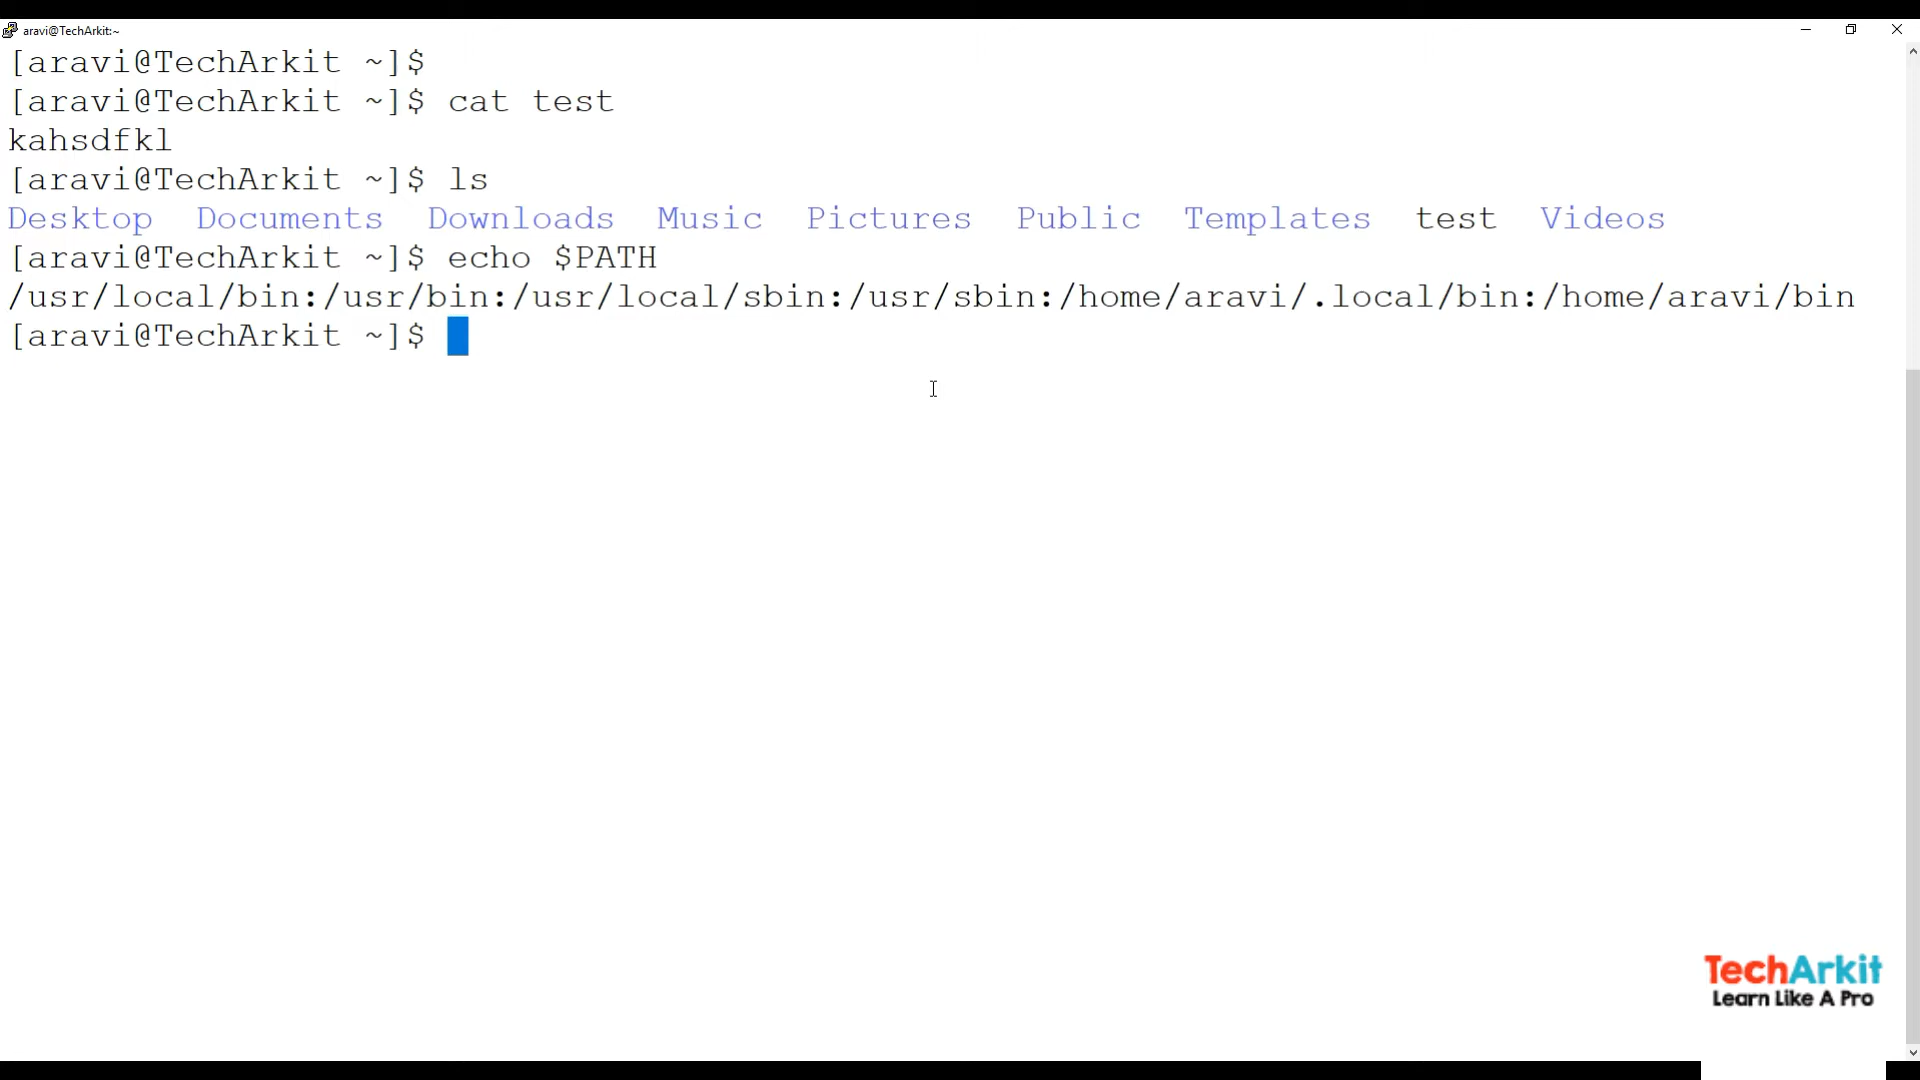 aravi@TechArkit:~
[aravi@TechArkit ~]$
[aravi@TechArkit ~]$ cat test
kahsdfkl
[aravi@TechArkit ~]$ ls
Desktop  Documents  Downloads  Music  Pictures  Public  Templates  test  Videos
[aravi@TechArkit ~]$ echo $PATH
/usr/local/bin:/usr/bin:/usr/local/sbin:/usr/sbin:/home/aravi/.local/bin:/home/aravi/bin
[aravi@TechArkit ~]$
TechArkit
Learn Like A Pro